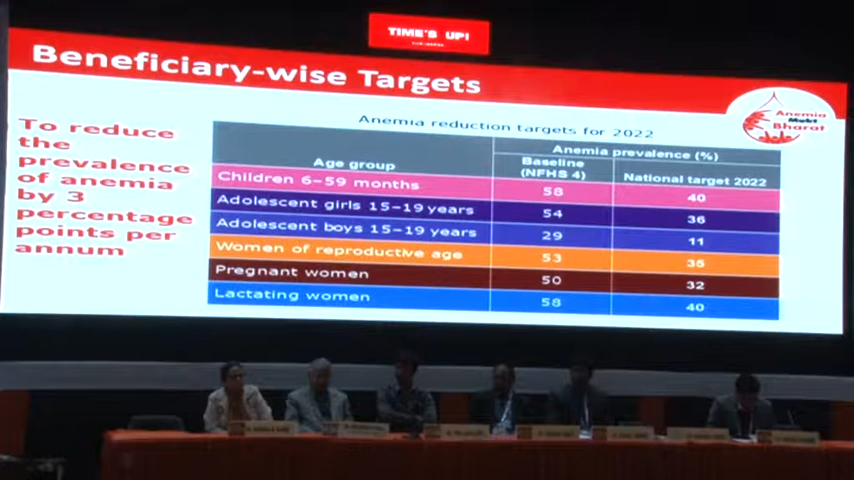 TIME'S UP!
Beneficiary-wise Targets
Anemia
Mukt
Bharat
To reduce
the
prevalence
of anemia
by 3
percentage
points per
annum
Anemia reduction targets for 2022
Age group
Anemia prevalence (%)
Baseline
(NFHS 4)
National target 2022
Children 6–59 months 58 40
Adolescent girls 15–19 years 54 36
Adolescent boys 15–19 years 29 11
Women of reproductive age 53 35
Pregnant women 50 32
Lactating women 58 40